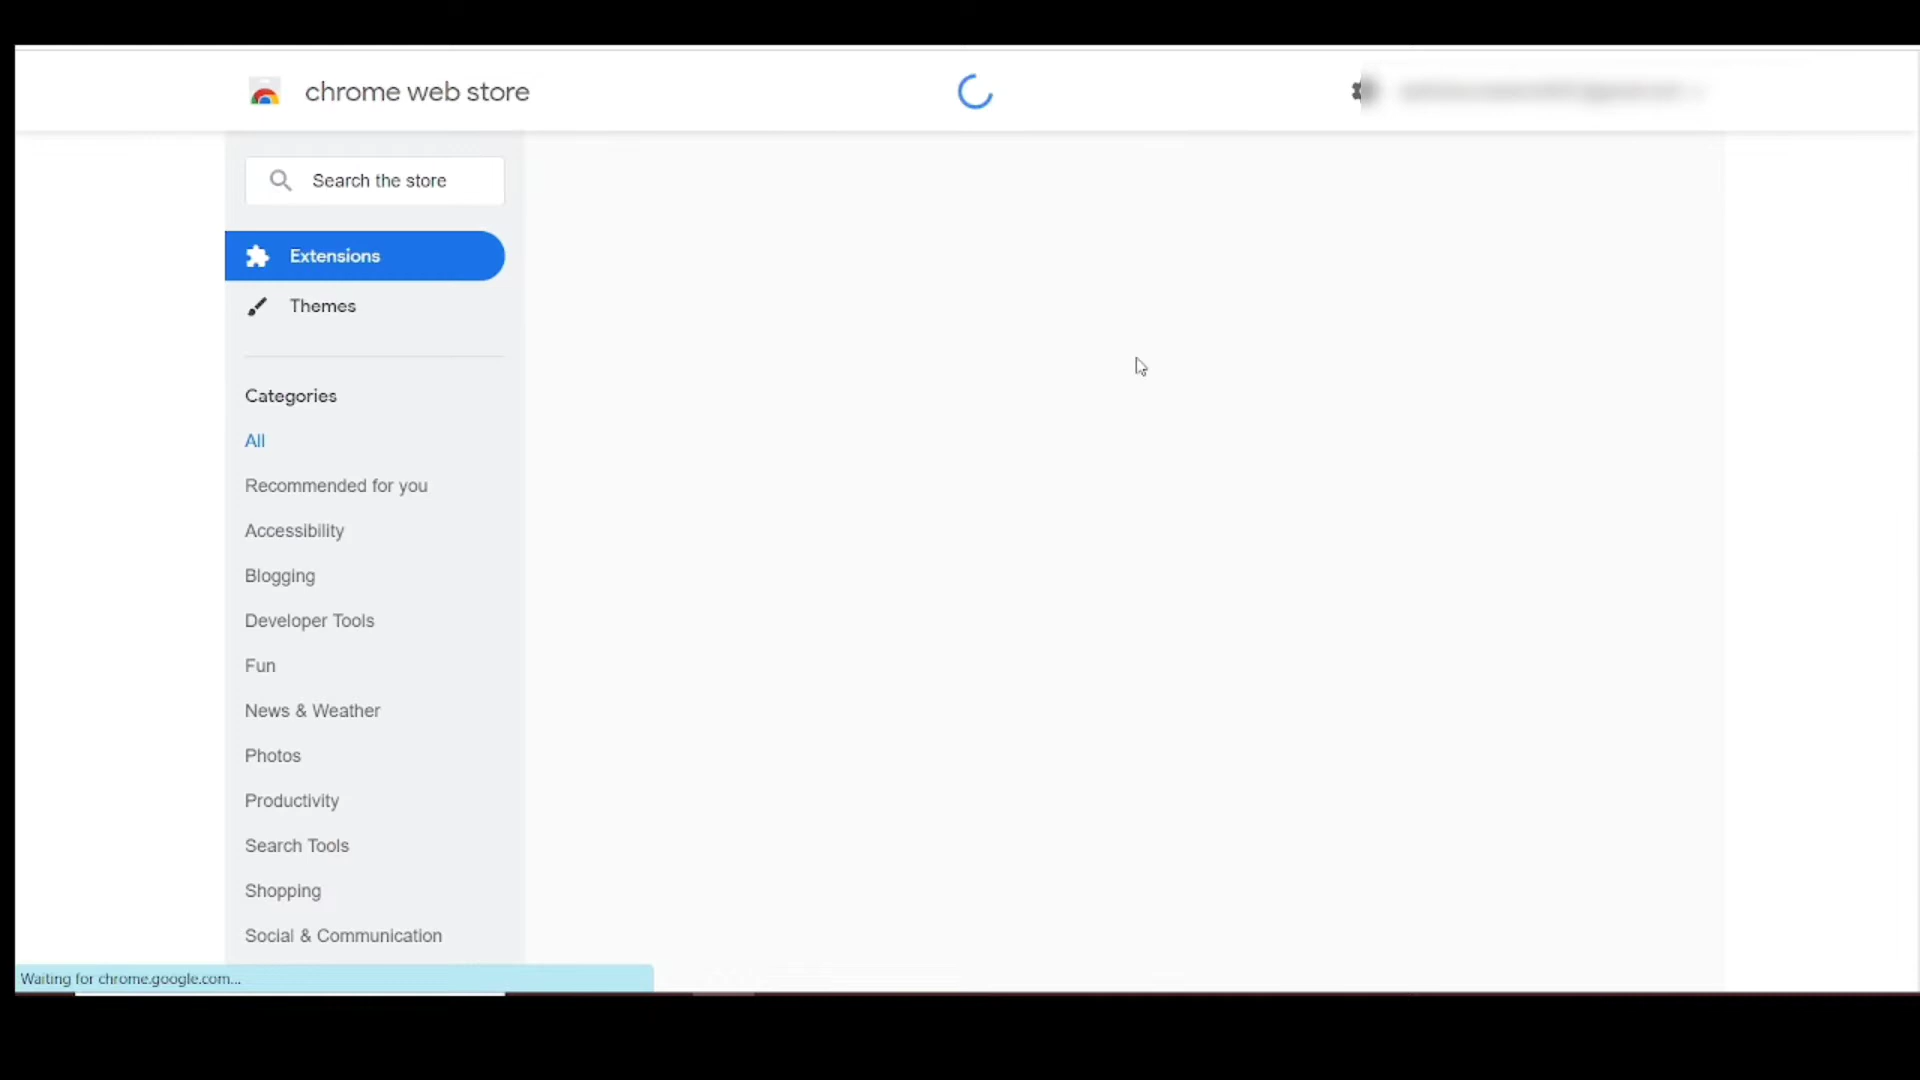 chrome web store
Search the store
Extensions
Themes
Categories
All
Recommended for you
Accessibility
Blogging
Developer Tools
Fun
News & Weather
Photos
Productivity
Search Tools
Shopping
Social & Communication
Waiting for chrome.google.com...